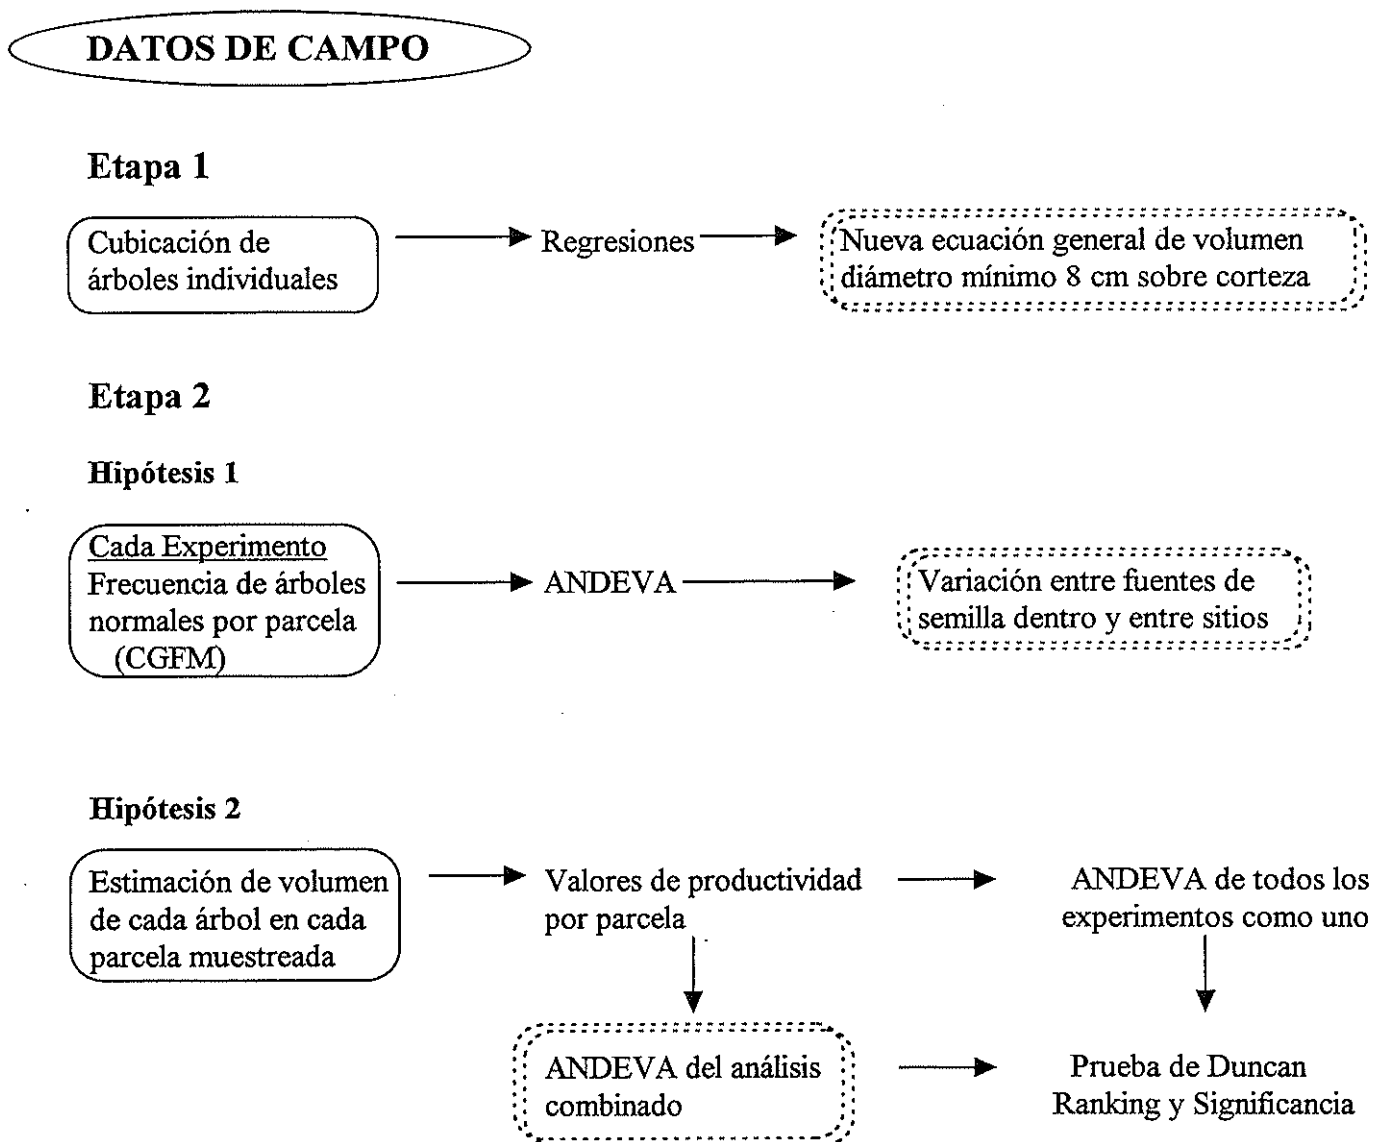 DATOS DE CAMPO
Etapa 1
Cubicación de
árboles individuales
Regresiones
Nueva ecuación general de volumen
diámetro mínimo 8 cm sobre corteza
Etapa 2
Hipótesis 1
Cada Experimento
Frecuencia de árboles
normales por parcela
(CGFM)
ANDEVA
Variación entre fuentes de
semilla dentro y entre sitios
Hipótesis 2
Estimación de volumen
de cada árbol en cada
parcela muestreada
Valores de productividad
por parcela
ANDEVA de todos los
experimentos como uno
ANDEVA del análisis
combinado
Prueba de Duncan
Ranking y Significancia